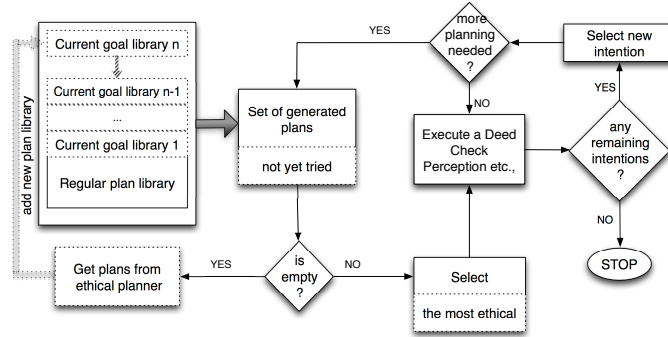 Current goal library n
Current goal library n-1
...
Current goal library 1
Regular plan library
add new plan library
Get plans from
ethical planner
YES
Set of generated
plans
not yet tried
is
empty
?
YES
NO
more
planning
needed
?
NO
Execute a Deed
Check
Perception etc.,
Select
the most ethical
Select new
intention
YES
any
remaining
intentions
?
NO
STOP